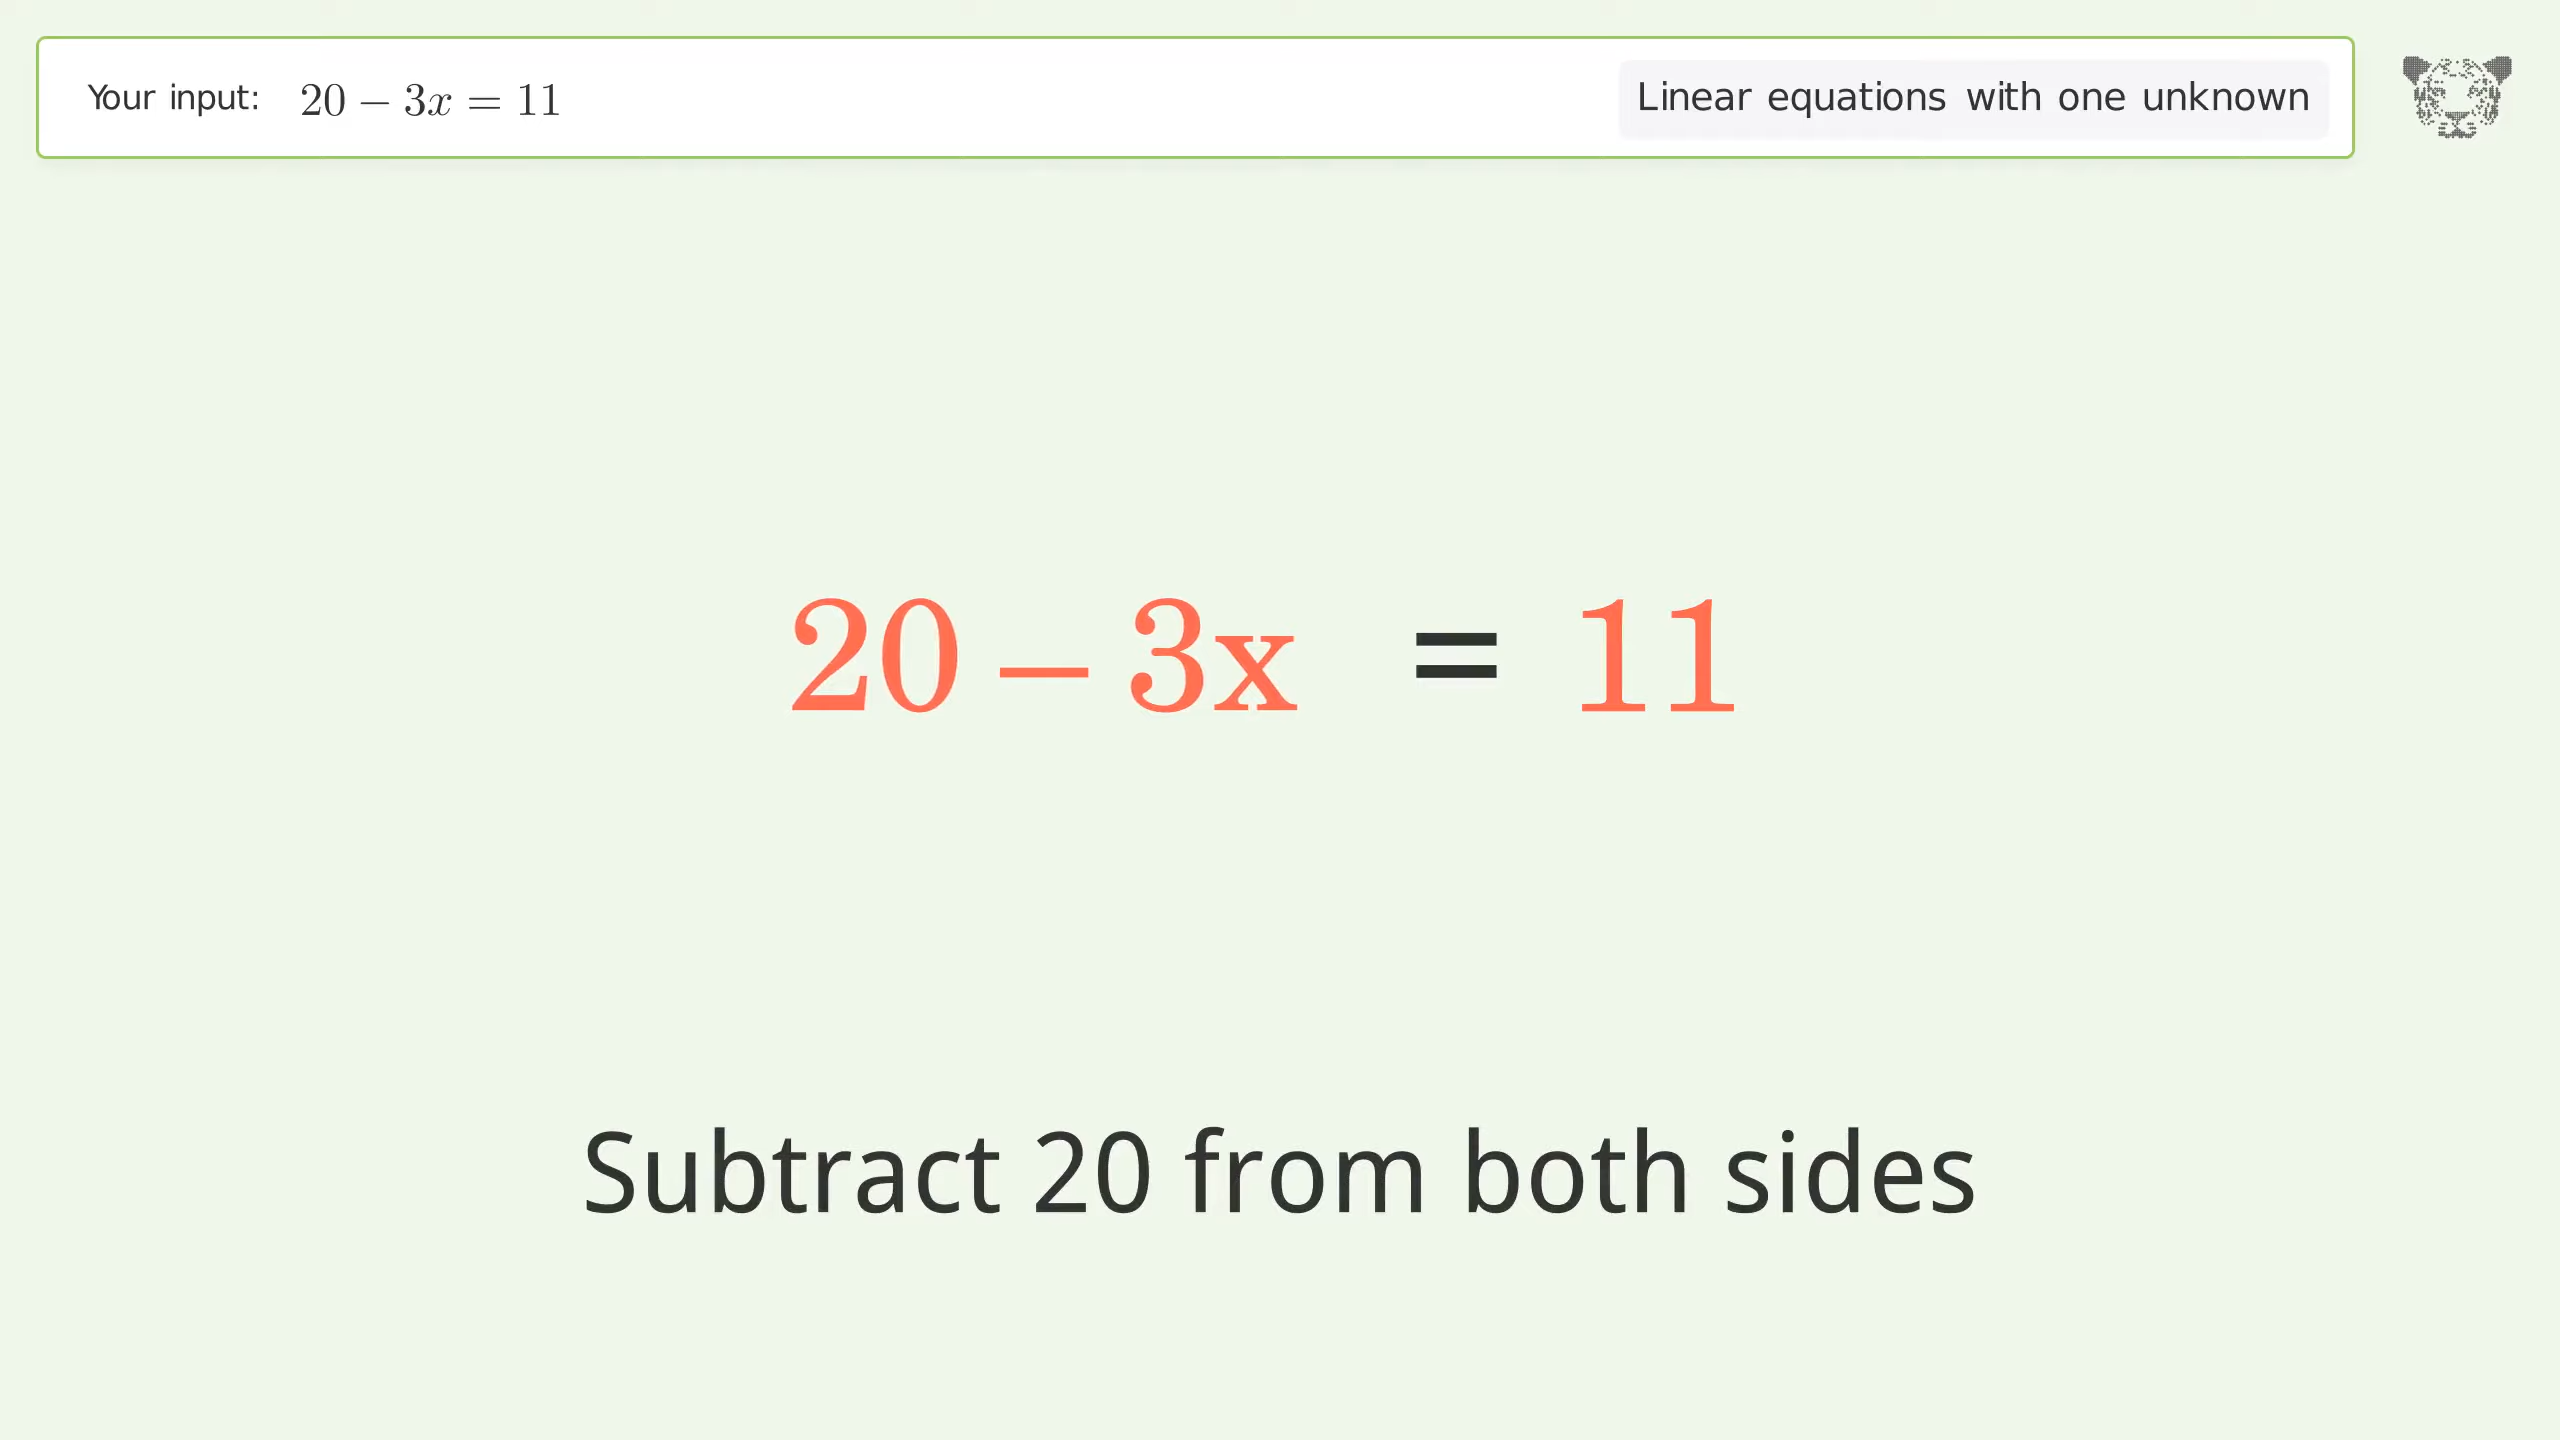 Your input: 20 − 3x = 11
Linear equations with one unknown
20 − 3x = 11
Subtract 20 from both sides